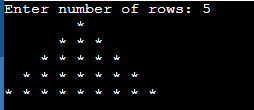 Enter number of rows: 5
        *
      * * *
    * * * * *
  * * * * * * *
* * * * * * * * *